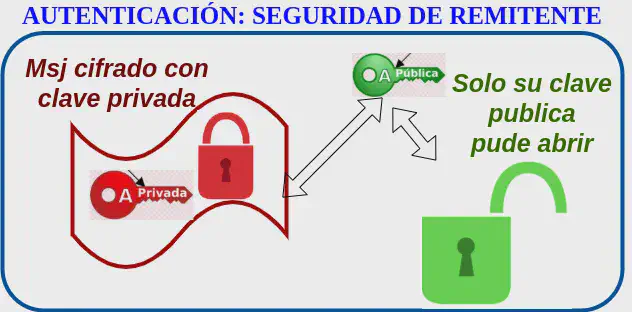 AUTENTICACIÓN: SEGURIDAD DE REMITENTE
Msj cifrado con
clave privada
A Privada
A Pública
Solo su clave
publica
pude abrir